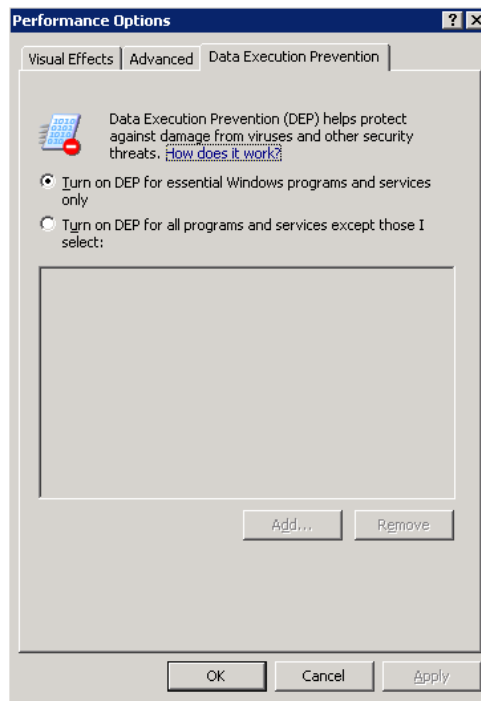 Performance Options
Visual Effects
Advanced
Data Execution Prevention
Data Execution Prevention (DEP) helps protect
against damage from viruses and other security
threats. How does it work?
Turn on DEP for essential Windows programs and services
only
Turn on DEP for all programs and services except those I
select:
Add...
Remove
OK
Cancel
Apply